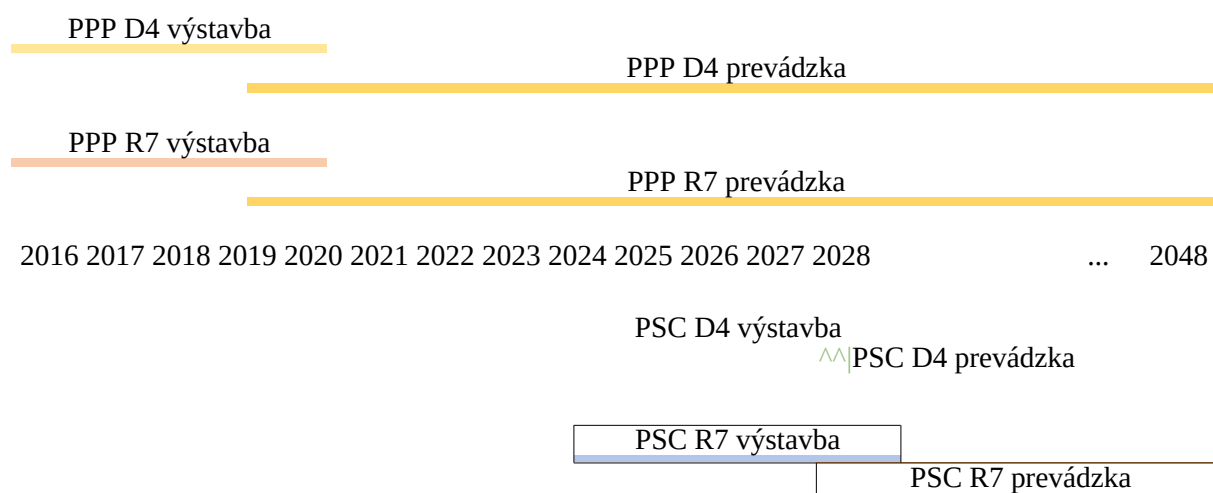 PPP D4 výstavba
PPP D4 prevádzka
PPP R7 výstavba
PPP R7 prevádzka
2016 2017 2018 2019 2020 2021 2022 2023 2024 2025 2026 2027 2028 ... 2048
PSC D4 výstavba
^^|PSC D4 prevádzka
PSC R7 výstavba
PSC R7 prevádzka